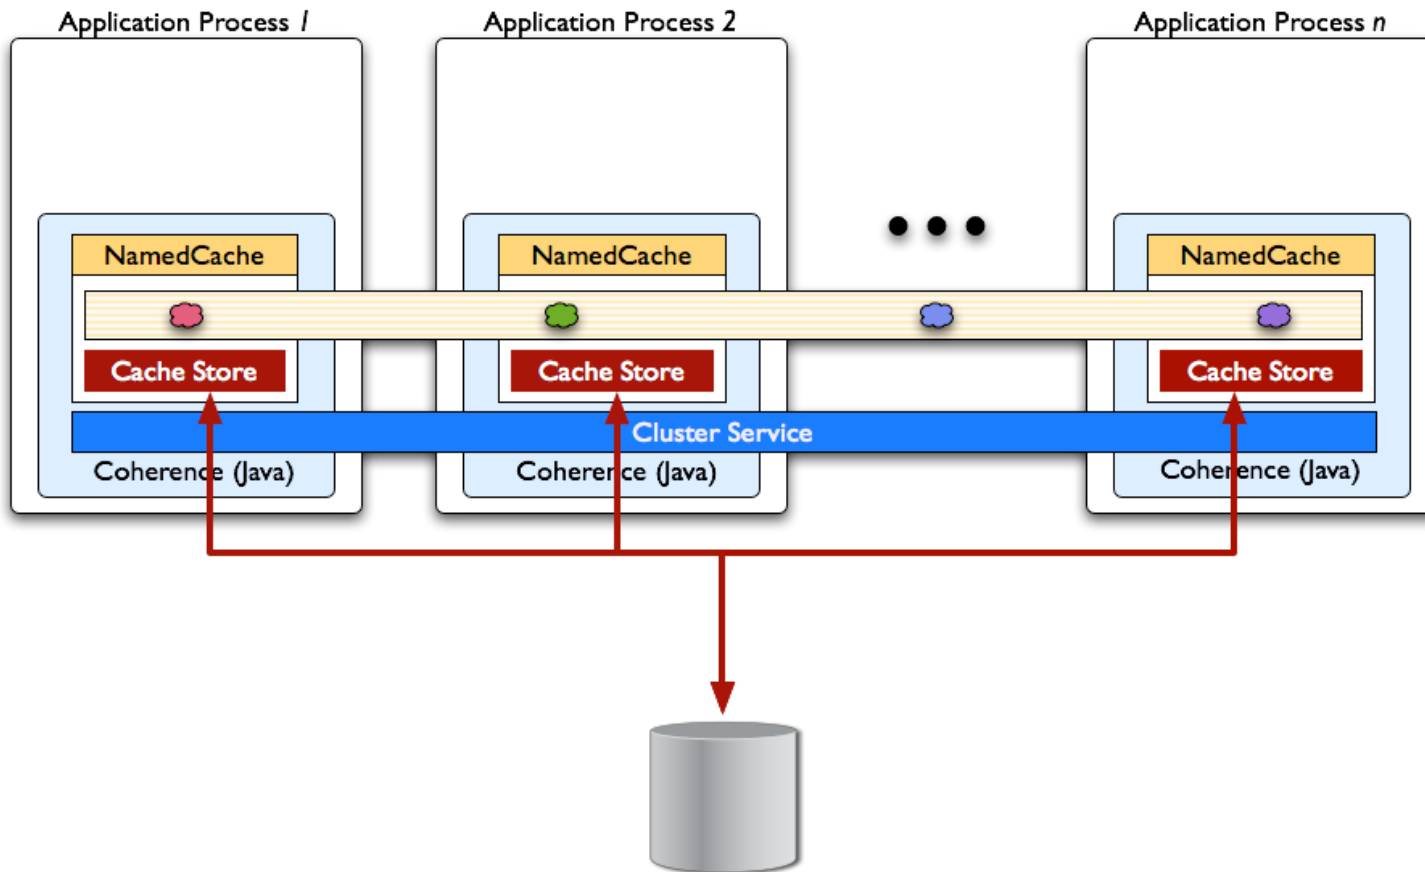 Application Process 1
Application Process 2
Application Process n
NamedCache
NamedCache
NamedCache
Cache Store
Cache Store
Cache Store
Cluster Service
Coherence (Java)
Coherence (Java)
Coherence (Java)